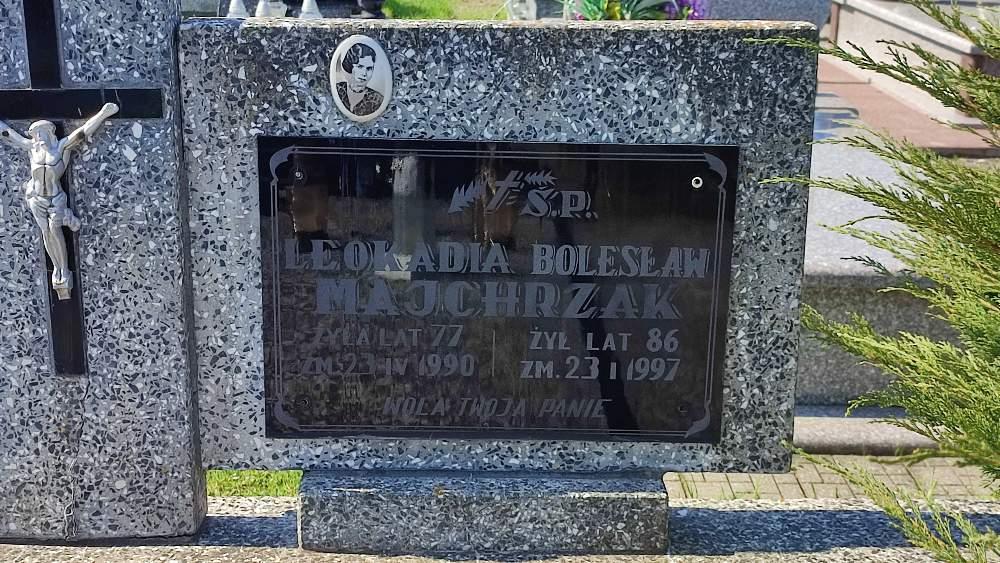 Ś.P.
LEOKADIA BOLESŁAW
MAJCHRZAK
ŻYŁA LAT 77 ŻYŁ LAT 86
ZM. 23 IV 1990 ZM. 23 I 1997
WOLA TWOJA PANIE